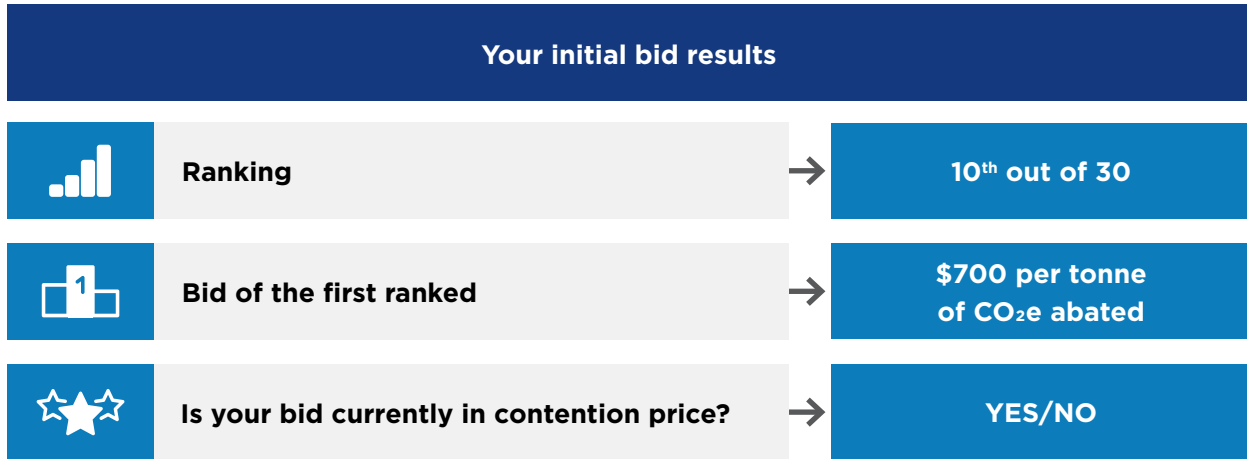 Your initial bid results
Ranking
10th out of 30
1
Bid of the first ranked
$700 per tonne
of CO₂e abated
Is your bid currently in contention price?
YES/NO